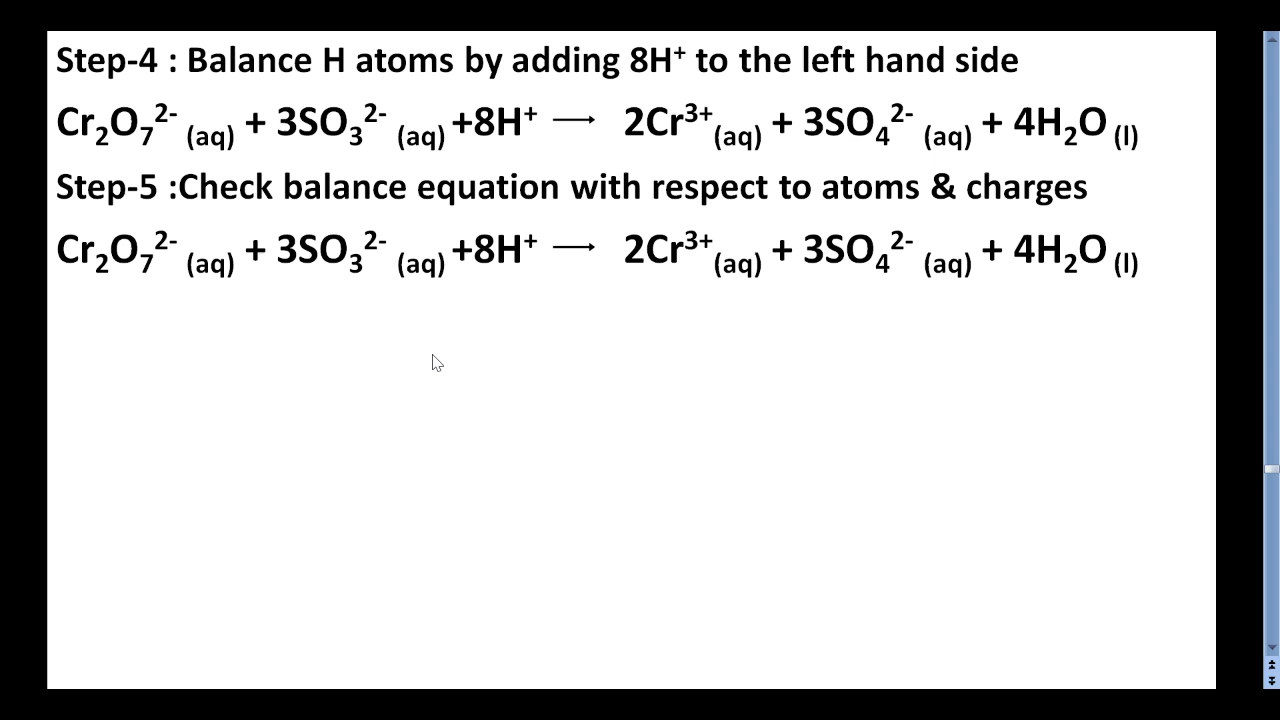 Step-4 : Balance H atoms by adding 8H⁺ to the left hand side
Cr₂O₇²⁻ (aq) + 3SO₃²⁻ (aq) +8H⁺ ⟶ 2Cr³⁺(aq) + 3SO₄²⁻ (aq) + 4H₂O (l)
Step-5 :Check balance equation with respect to atoms & charges
Cr₂O₇²⁻ (aq) + 3SO₃²⁻ (aq) +8H⁺ ⟶ 2Cr³⁺(aq) + 3SO₄²⁻ (aq) + 4H₂O (l)